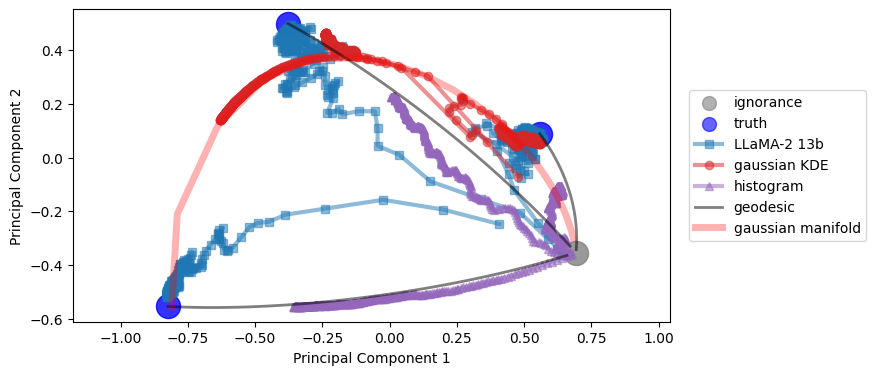 0.4
0.2
0.0
−0.2
−0.4
−0.6
Principal Component 2
−1.00
−0.75
−0.50
−0.25
0.00
0.25
0.50
0.75
1.00
Principal Component 1
ignorance
truth
LLaMA-2 13b
gaussian KDE
histogram
geodesic
gaussian manifold